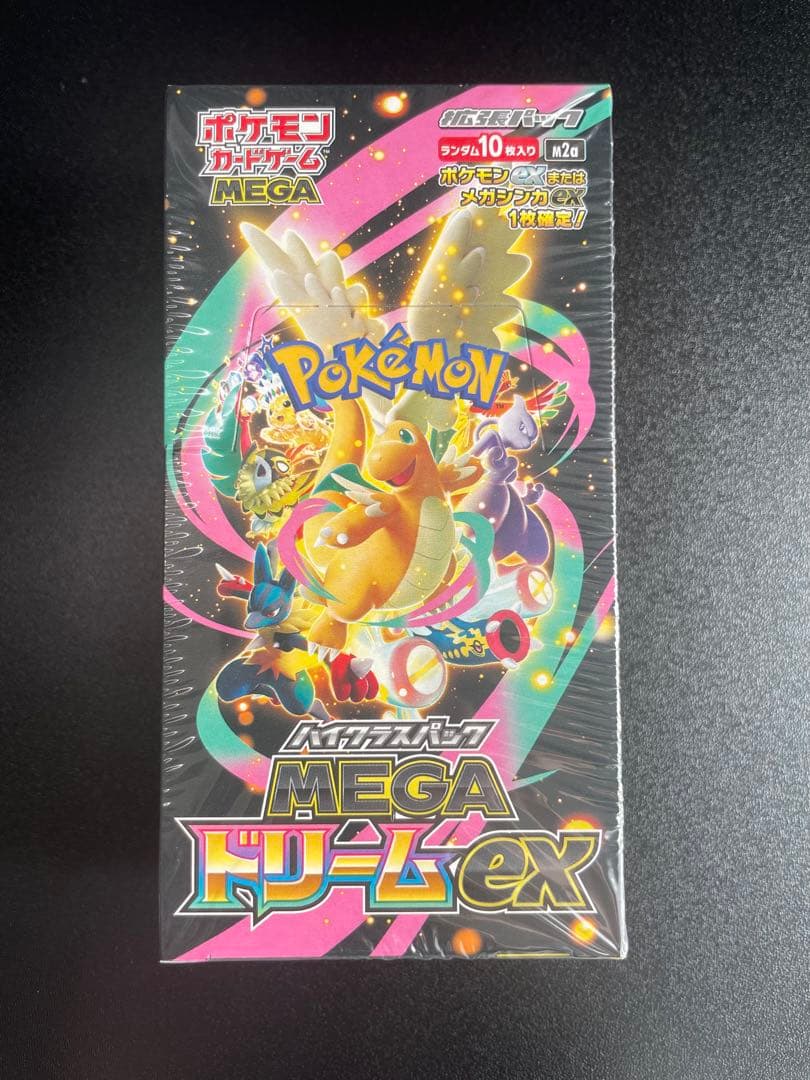 ポケモン
カードゲーム™
MEGA
拡張パック
ランダム10枚入り M2a
ポケモンexまたは
メガシンカex
1枚確定!
POKéMON
TM
ハイクラスパック
MEGA
ドリームex